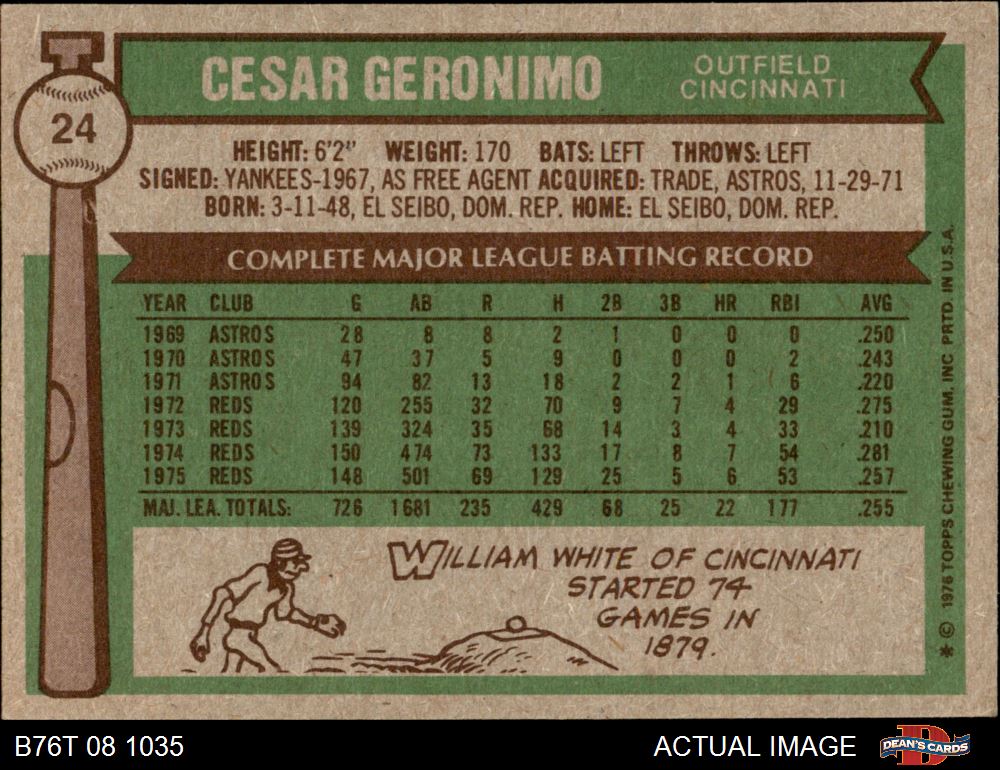 CESAR GERONIMO
OUTFIELD
CINCINNATI
24
HEIGHT: 6'2" WEIGHT: 170 BATS: LEFT THROWS: LEFT
SIGNED: YANKEES-1967, AS FREE AGENT ACQUIRED: TRADE, ASTROS, 11-29-71
BORN: 3-11-48, EL SEIBO, DOM. REP. HOME: EL SEIBO, DOM. REP.
COMPLETE MAJOR LEAGUE BATTING RECORD
YEAR CLUB G AB R H 2B 3B HR RBI AVG
1969 ASTROS 28 8 8 2 1 0 0 0 .250
1970 ASTROS 47 37 5 9 0 0 0 2 .243
1971 ASTROS 94 82 13 18 2 2 1 6 .220
1972 REDS 120 255 32 70 9 7 4 29 .275
1973 REDS 139 324 35 68 14 3 4 33 .210
1974 REDS 150 474 73 133 17 8 7 54 .281
1975 REDS 148 501 69 129 25 5 6 53 .257
MAJ. LEA. TOTALS: 726 1681 235 429 68 25 22 177 .255
WILLIAM WHITE OF CINCINNATI
STARTED 74
GAMES IN
1879.
* © 1976 TOPPS CHEWING GUM, INC PRTD. IN U.S.A.
B76T 08 1035
ACTUAL IMAGE
DEAN'S CARDS